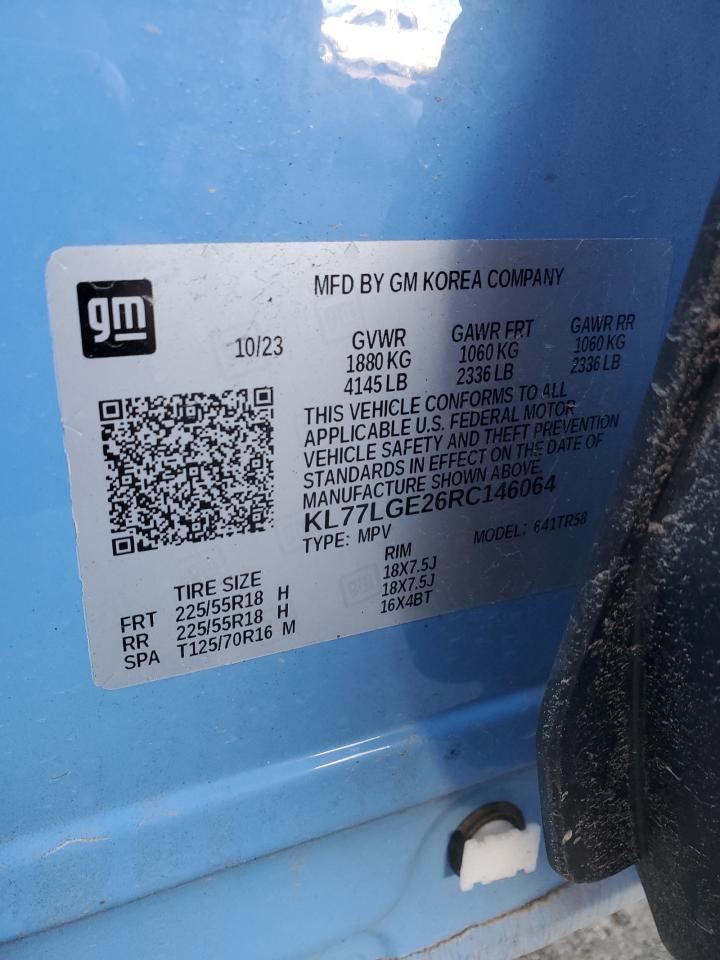 gm
MFD BY GM KOREA COMPANY
10/23
GVWR GAWR FRT GAWR RR
1880 KG 1060 KG 1060 KG
4145 LB 2336 LB 2336 LB
THIS VEHICLE CONFORMS TO ALL
APPLICABLE U.S. FEDERAL MOTOR
VEHICLE SAFETY AND THEFT PREVENTION
STANDARDS IN EFFECT ON THE DATE OF
MANUFACTURE SHOWN ABOVE.
KL77LGE26RC146064
TYPE: MPV MODEL: 641TR58
TIRE SIZE RIM
FRT 225/55R18 H 18X7.5J
RR 225/55R18 H 18X7.5J
SPA T125/70R16 M 16X4BT